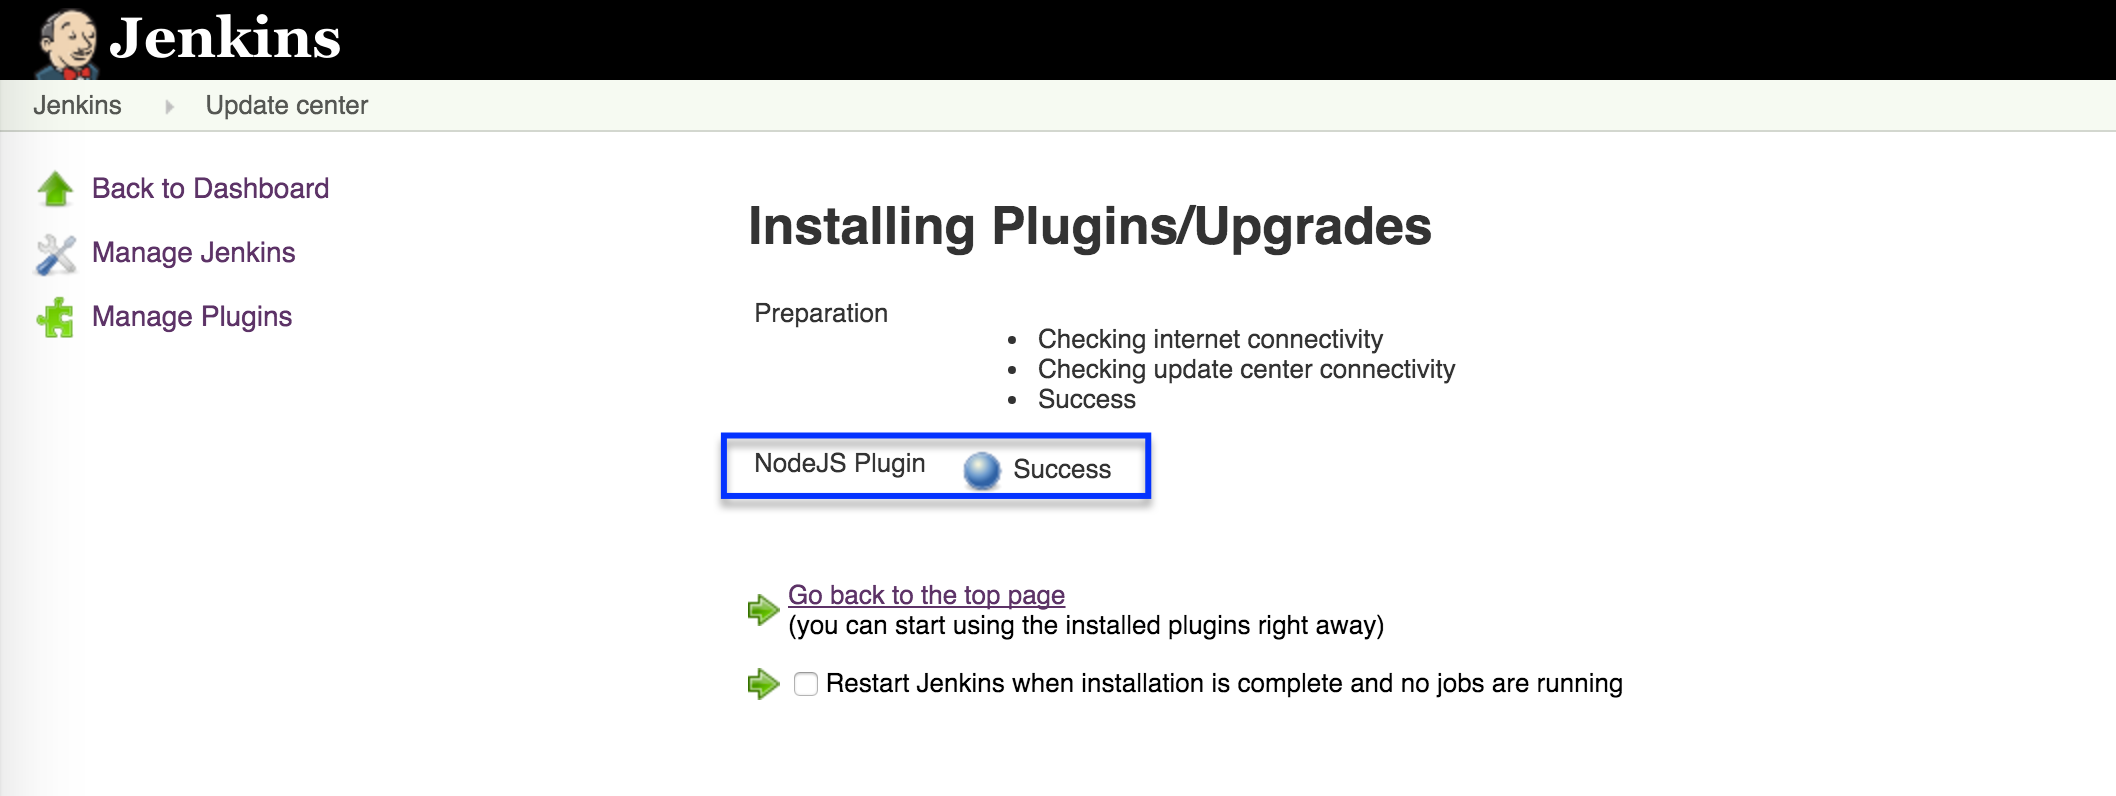 Jenkins
Jenkins Update center
Back to Dashboard
Manage Jenkins
Manage Plugins
Installing Plugins/Upgrades
Preparation
Checking internet connectivity
Checking update center connectivity
Success
NodeJS Plugin Success
Go back to the top page
(you can start using the installed plugins right away)
Restart Jenkins when installation is complete and no jobs are running